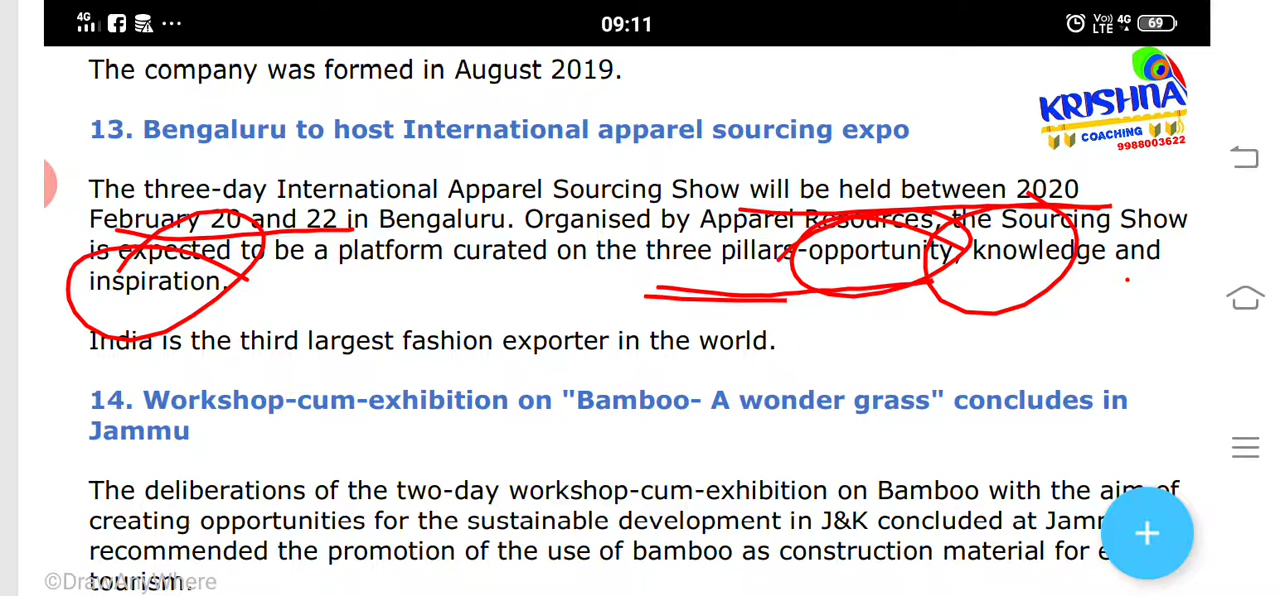 4G 09:11 Vo)) LTE 4G 69
The company was formed in August 2019.
KRISHNA
COACHING
9988003622
13. Bengaluru to host International apparel sourcing expo
The three-day International Apparel Sourcing Show will be held between 2020
February 20 and 22 in Bengaluru. Organised by Apparel Resources, the Sourcing Show
is expected to be a platform curated on the three pillars-opportunity, knowledge and
inspiration.
India is the third largest fashion exporter in the world.
14. Workshop-cum-exhibition on "Bamboo- A wonder grass" concludes in
Jammu
The deliberations of the two-day workshop-cum-exhibition on Bamboo with the aim of
creating opportunities for the sustainable development in J&K concluded at
recommended the promotion of the use of bamboo as construction material for
tourism.
©DrawAnyWhere